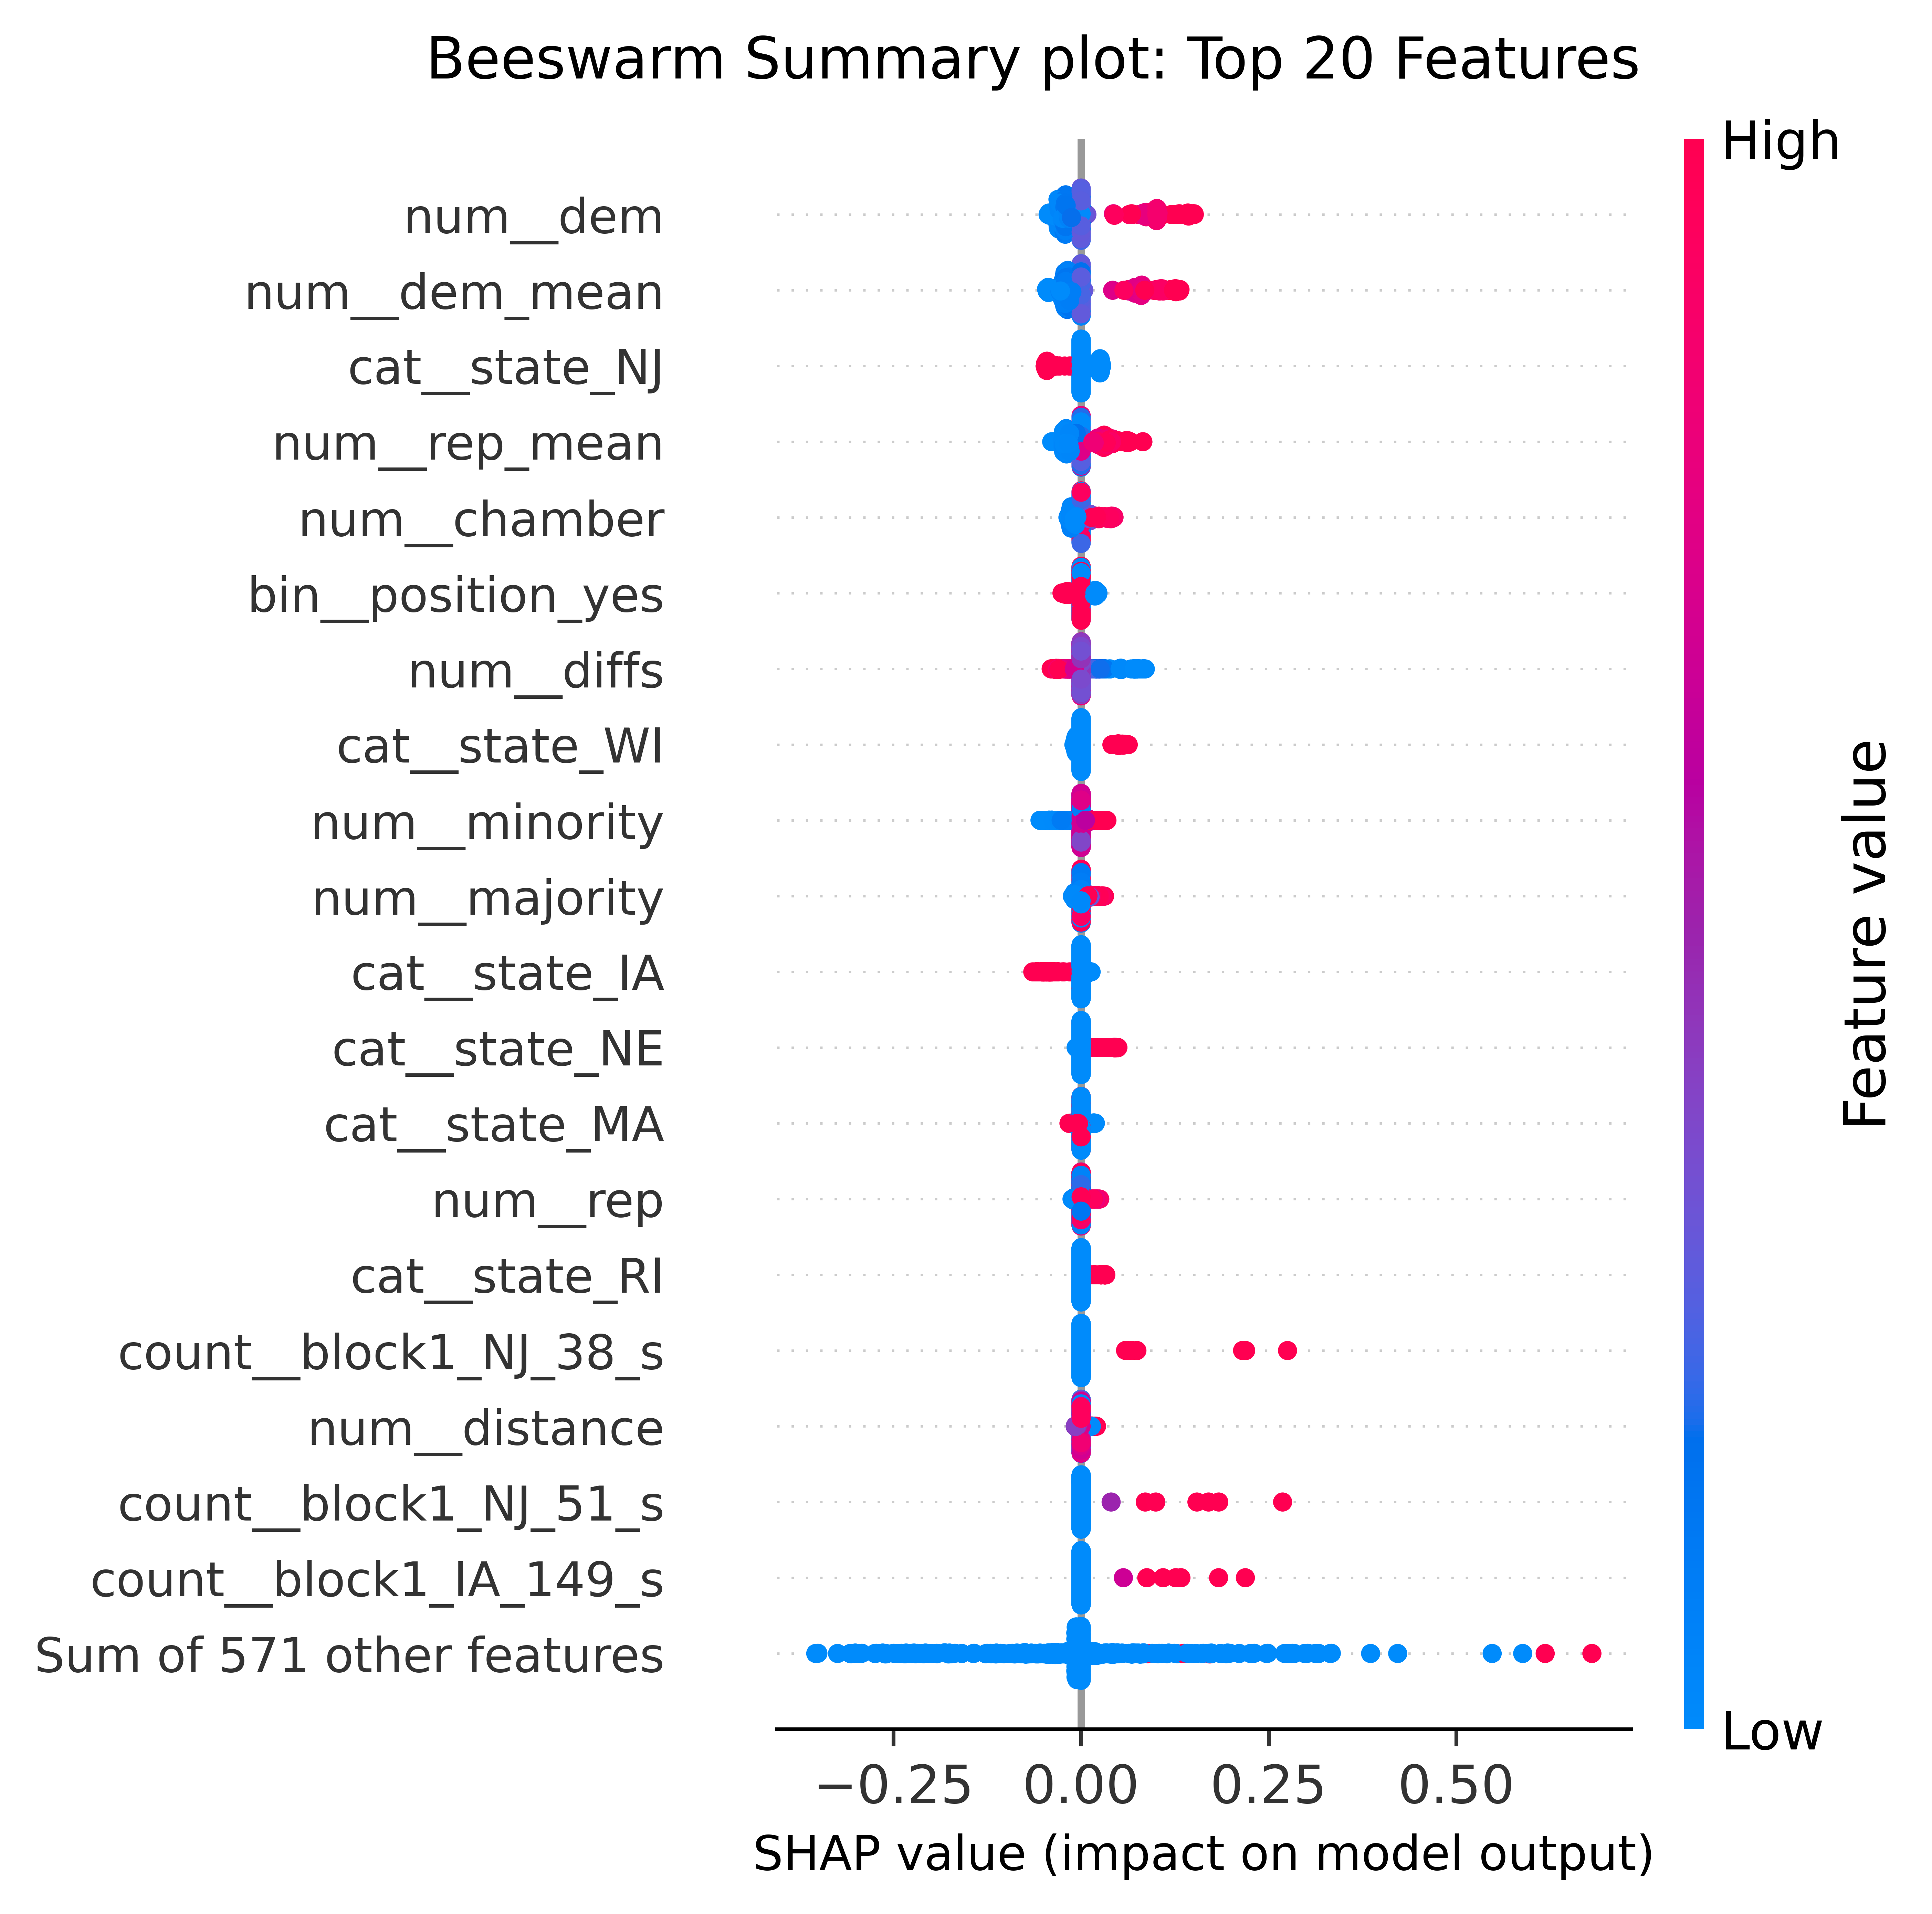 Beeswarm Summary plot: Top 20 Features
High
num__dem
num__dem_mean
cat__state_NJ
num__rep_mean
num__chamber
bin__position_yes
num__diffs
cat__state_WI
num__minority
num__majority
cat__state_IA
cat__state_NE
cat__state_MA
num__rep
cat__state_RI
count__block1_NJ_38_s
num__distance
count__block1_NJ_51_s
count__block1_IA_149_s
Sum of 571 other features
Feature value
Low
−0.25 0.00 0.25 0.50
SHAP value (impact on model output)